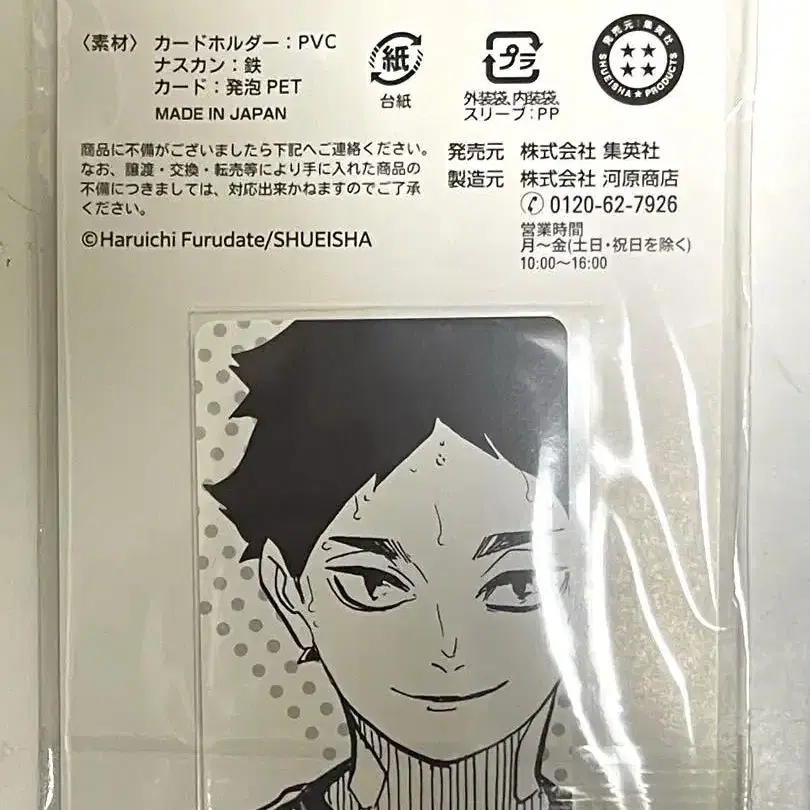 〈素材〉 カードホルダー：PVC
ナスカン：鉄
カード：発泡 PET
MADE IN JAPAN
紙
台紙
プラ
外装袋、内装袋、
スリーブ：PP
発売元：集英社
SHUEISHA★PRODUCTS
商品に不備がございましたら下記へご連絡ください。
なお、譲渡・交換・転売等により手に入れた商品の
不備につきましては、対応出来かねますのでご了承
ください。
©Haruichi Furudate/SHUEISHA
発売元 株式会社 集英社
製造元 株式会社 河原商店
0120-62-7926
営業時間
月～金(土日・祝日を除く)
10:00～16:00